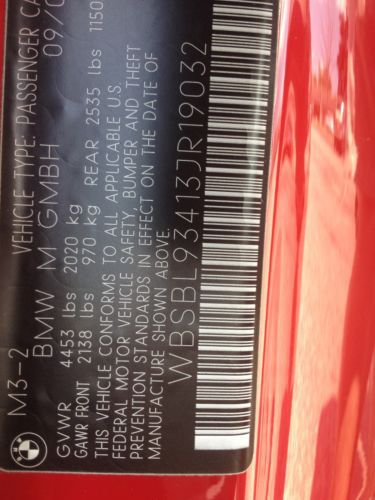 M3-2 VEHICLE TYPE: PASSENGER CA
BMW M GMBH 09/0
GVWR 4453 lbs 2020 kg
GAWR FRONT 2138 lbs 970 kg REAR 2535 lbs 1150
THIS VEHICLE CONFORMS TO ALL APPLICABLE U.S.
FEDERAL MOTOR VEHICLE SAFETY, BUMPER AND THEFT
PREVENTION STANDARDS IN EFFECT ON THE DATE OF
MANUFACTURE SHOWN ABOVE.
WBSBL93413JR19032